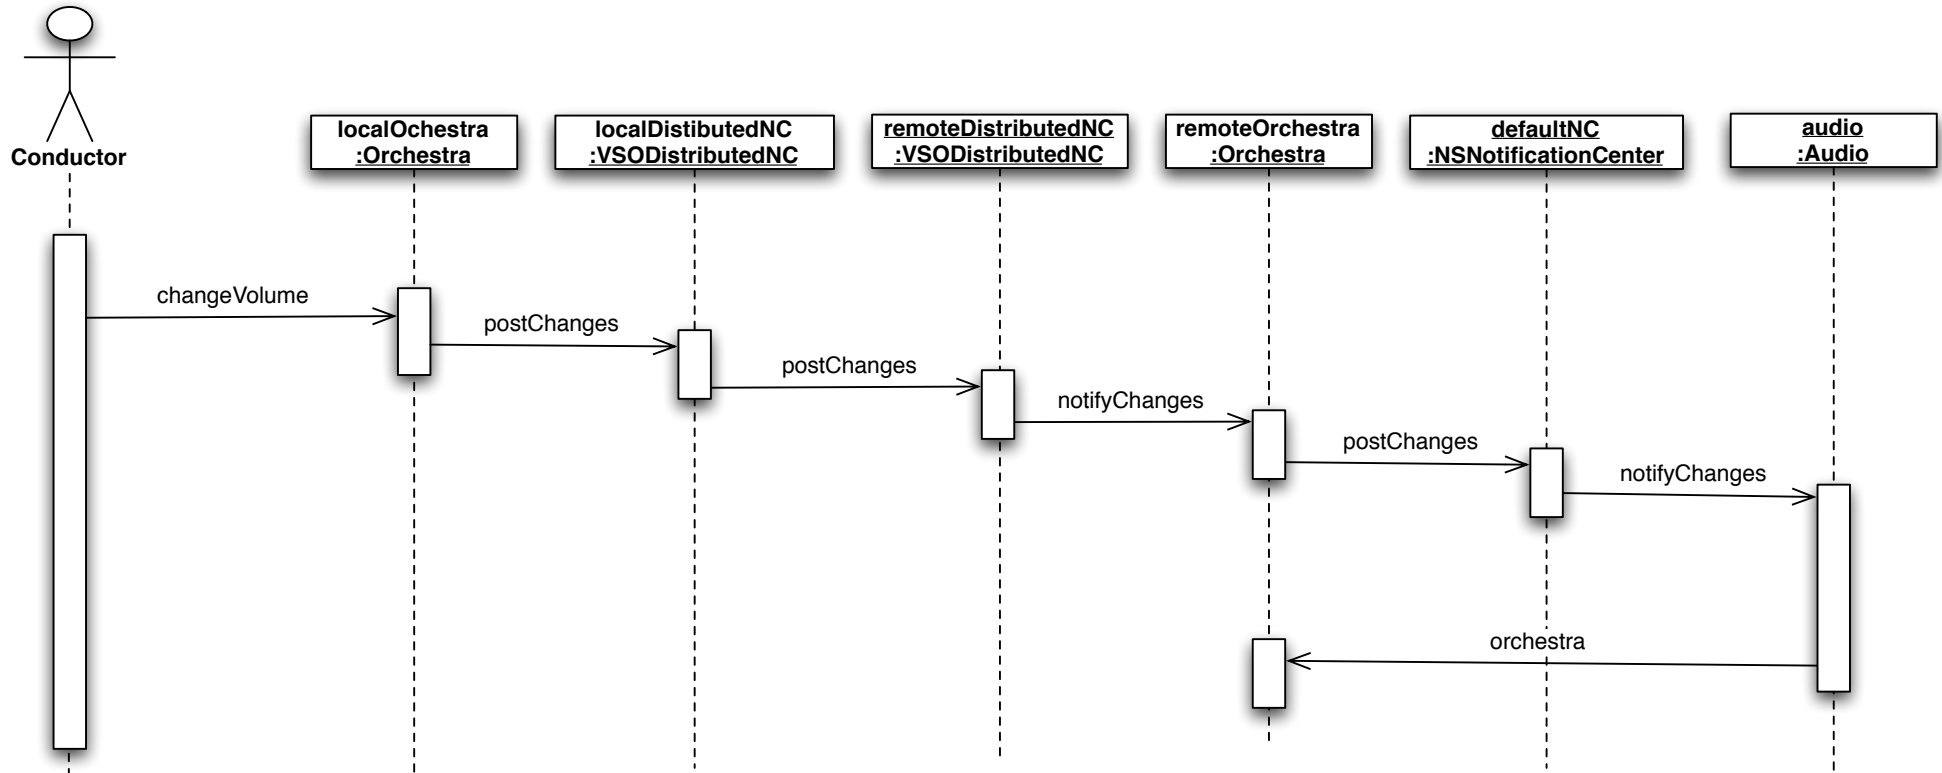 Conductor
localOchestra
:Orchestra
localDistibutedNC
:VSODistributedNC
remoteDistributedNC
:VSODistributedNC
remoteOrchestra
:Orchestra
defaultNC
:NSNotificationCenter
audio
:Audio
changeVolume
postChanges
postChanges
notifyChanges
postChanges
notifyChanges
orchestra